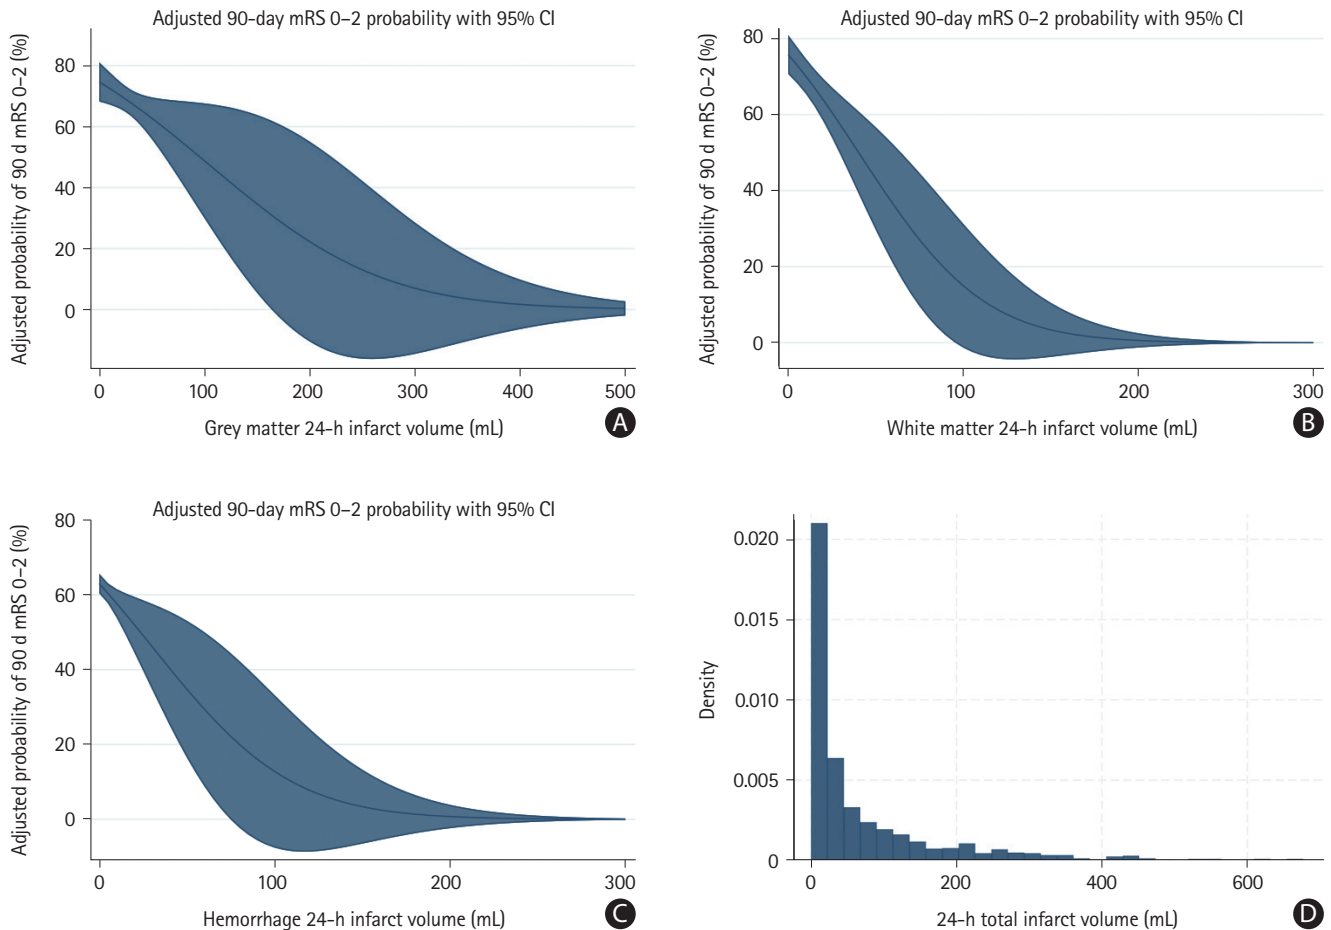 Adjusted 90-day mRS 0–2 probability with 95% CI
Adjusted probability of 90 d mRS 0–2 (%)
80
60
40
20
0
0 100 200 300 400 500
Grey matter 24-h infarct volume (mL)
A
Adjusted 90-day mRS 0–2 probability with 95% CI
Adjusted probability of 90 d mRS 0–2 (%)
80
60
40
20
0
0 100 200 300
White matter 24-h infarct volume (mL)
B
Adjusted 90-day mRS 0–2 probability with 95% CI
Adjusted probability of 90 d mRS 0–2 (%)
80
60
40
20
0
0 100 200 300
Hemorrhage 24-h infarct volume (mL)
C
Density
0.020
0.015
0.010
0.005
0
0 200 400 600
24-h total infarct volume (mL)
D